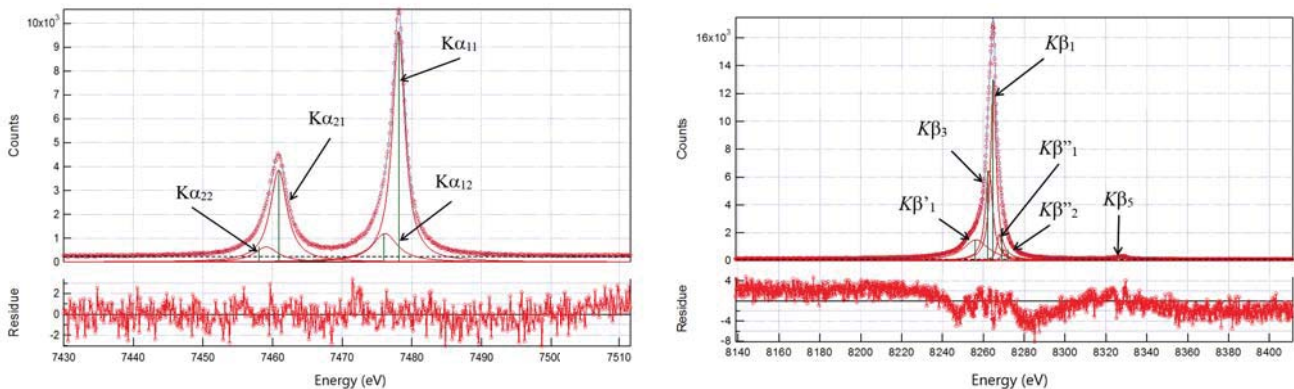 10x10³
9
8
7
6
5
4
3
2
1
0
Counts
Kα₁₁
Kα₂₁
Kα₂₂
Kα₁₂
2
0
-2
Residue
7430 7440 7450 7460 7470 7480 7490 7500 7510
Energy (eV)
16x10³
14
12
10
8
6
4
2
0
Counts
Kβ₁
Kβ₃
Kβ"₁
Kβ'₁
Kβ"₂
Kβ₅
4
0
-4
-8
Residue
8140 8160 8180 8200 8220 8240 8260 8280 8300 8320 8340 8360 8380 8400
Energy (eV)